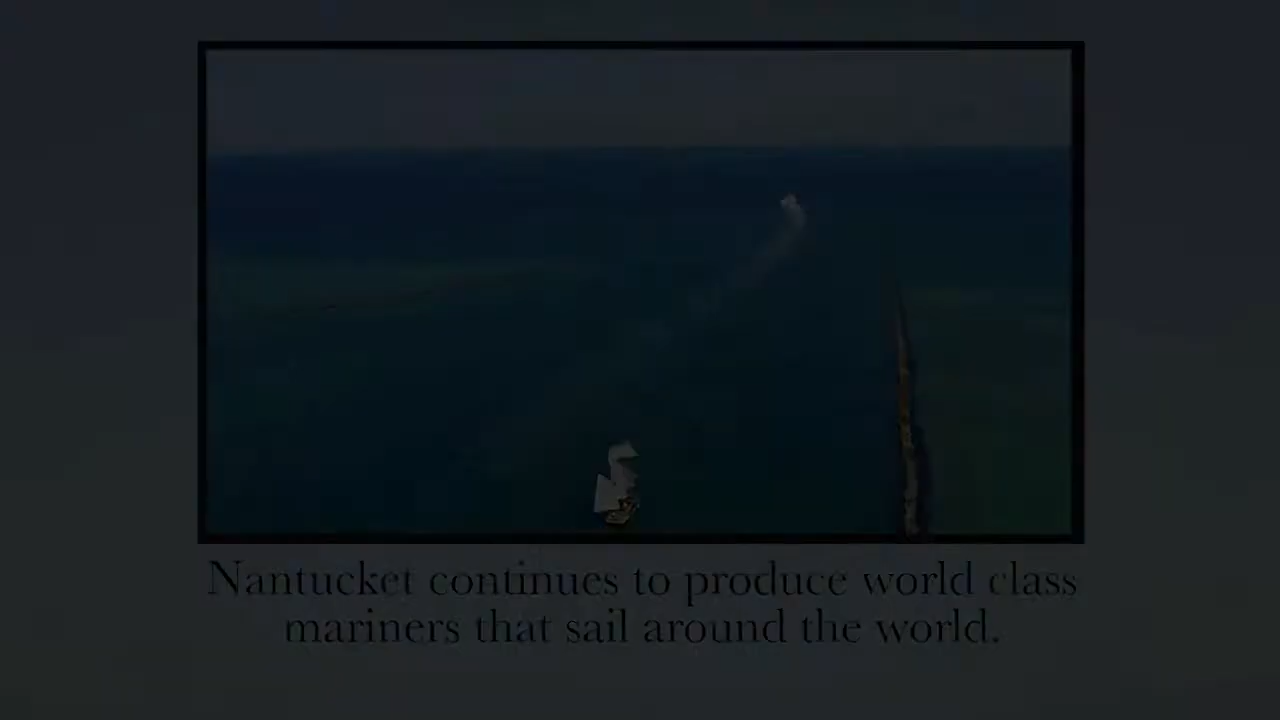 Nantucket continues to produce world class
mariners that sail around the world.